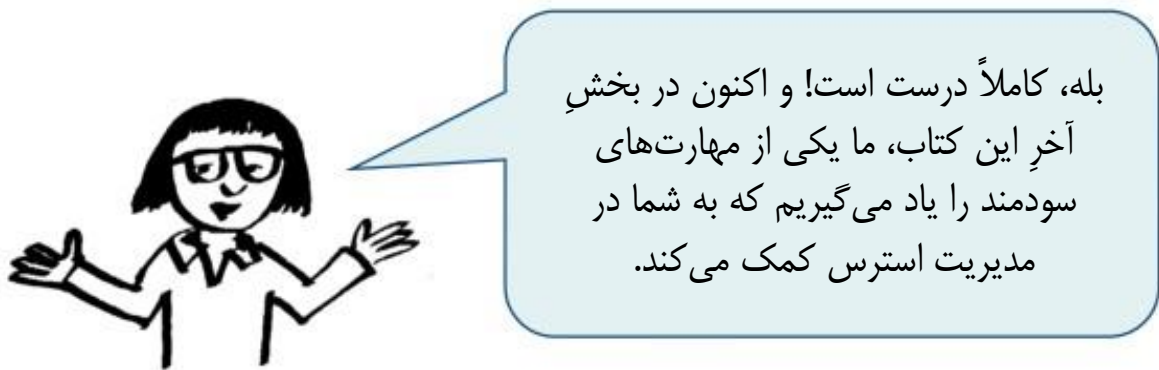 بله، کاملاً درست است! و اکنون در بخشِ
آخرِ این کتاب، ما یکی از مهارت‌های
سودمند را یاد می‌گیریم که به شما در
مدیریت استرس کمک می‌کند.